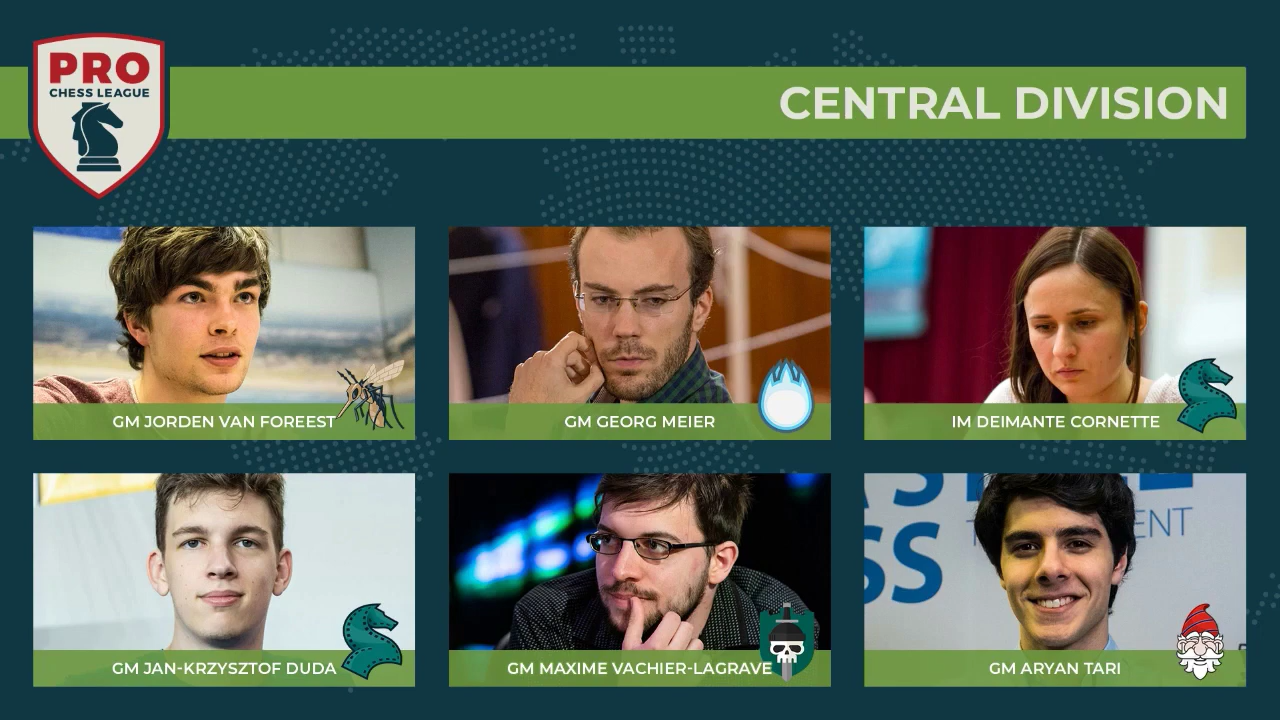 PRO
CHESS LEAGUE
CENTRAL DIVISION
GM JORDEN VAN FOREEST
GM GEORG MEIER
IM DEIMANTE CORNETTE
GM JAN-KRZYSZTOF DUDA
GM MAXIME VACHIER-LAGRAVE
GM ARYAN TARI